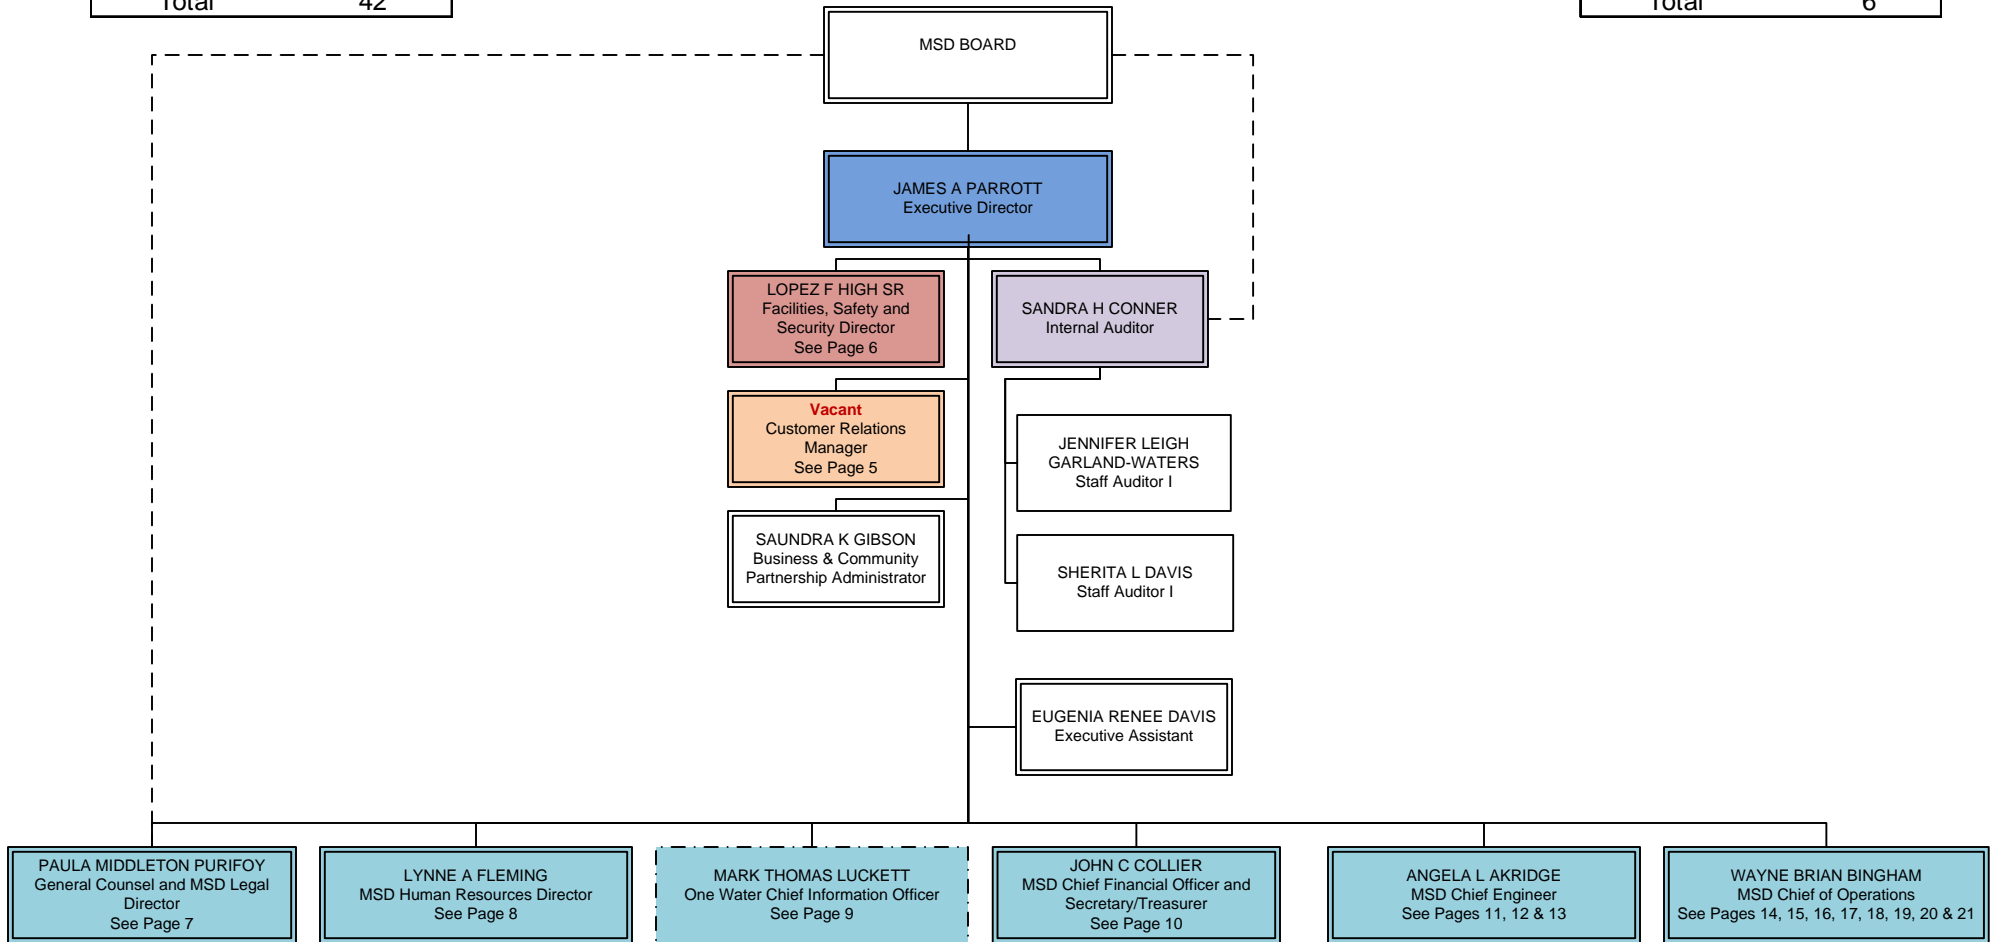 Total 42
Total 6
MSD BOARD
JAMES A PARROTT
Executive Director
LOPEZ F HIGH SR
Facilities, Safety and
Security Director
See Page 6
SANDRA H CONNER
Internal Auditor
Vacant
Customer Relations
Manager
See Page 5
JENNIFER LEIGH
GARLAND-WATERS
Staff Auditor I
SAUNDRA K GIBSON
Business & Community
Partnership Administrator
SHERITA L DAVIS
Staff Auditor I
EUGENIA RENEE DAVIS
Executive Assistant
PAULA MIDDLETON PURIFOY
General Counsel and MSD Legal
Director
See Page 7
LYNNE A FLEMING
MSD Human Resources Director
See Page 8
MARK THOMAS LUCKETT
One Water Chief Information Officer
See Page 9
JOHN C COLLIER
MSD Chief Financial Officer and
Secretary/Treasurer
See Page 10
ANGELA L AKRIDGE
MSD Chief Engineer
See Pages 11, 12 & 13
WAYNE BRIAN BINGHAM
MSD Chief of Operations
See Pages 14, 15, 16, 17, 18, 19, 20 & 21